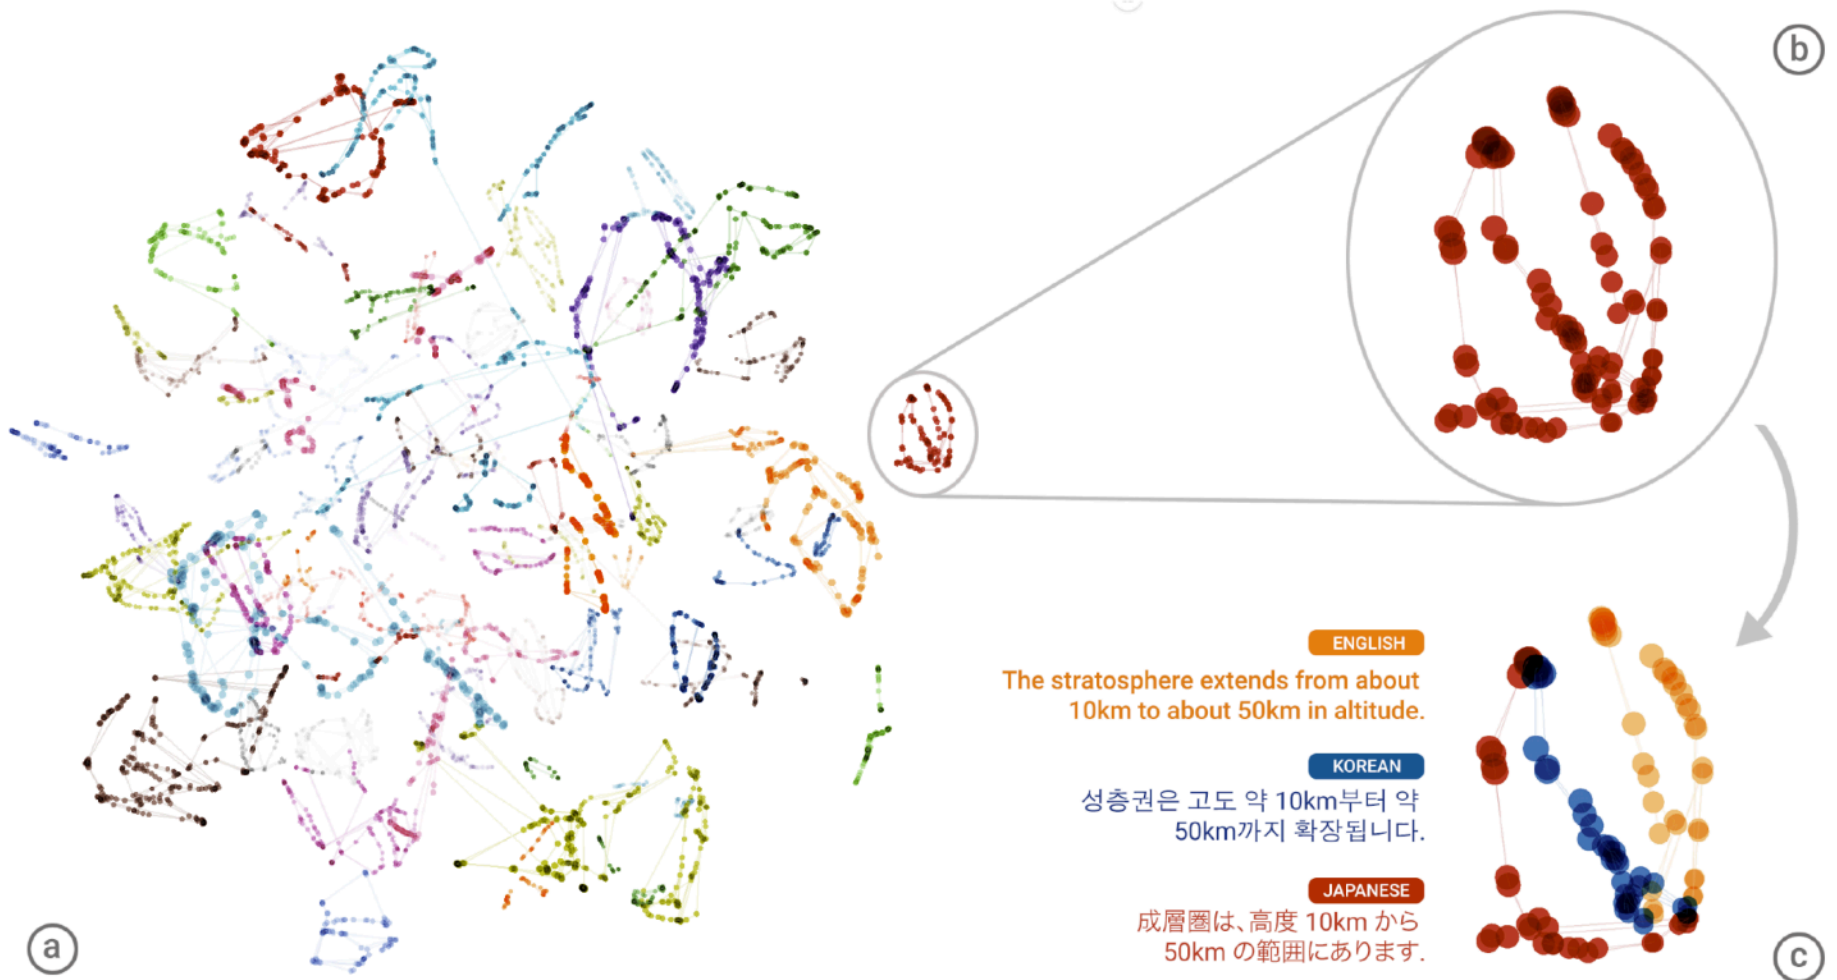 b
ENGLISH
The stratosphere extends from about
10km to about 50km in altitude.
KOREAN
성층권은 고도 약 10km부터 약
50km까지 확장됩니다.
JAPANESE
成層圏は、高度 10km から
50km の範囲にあります。
a
c